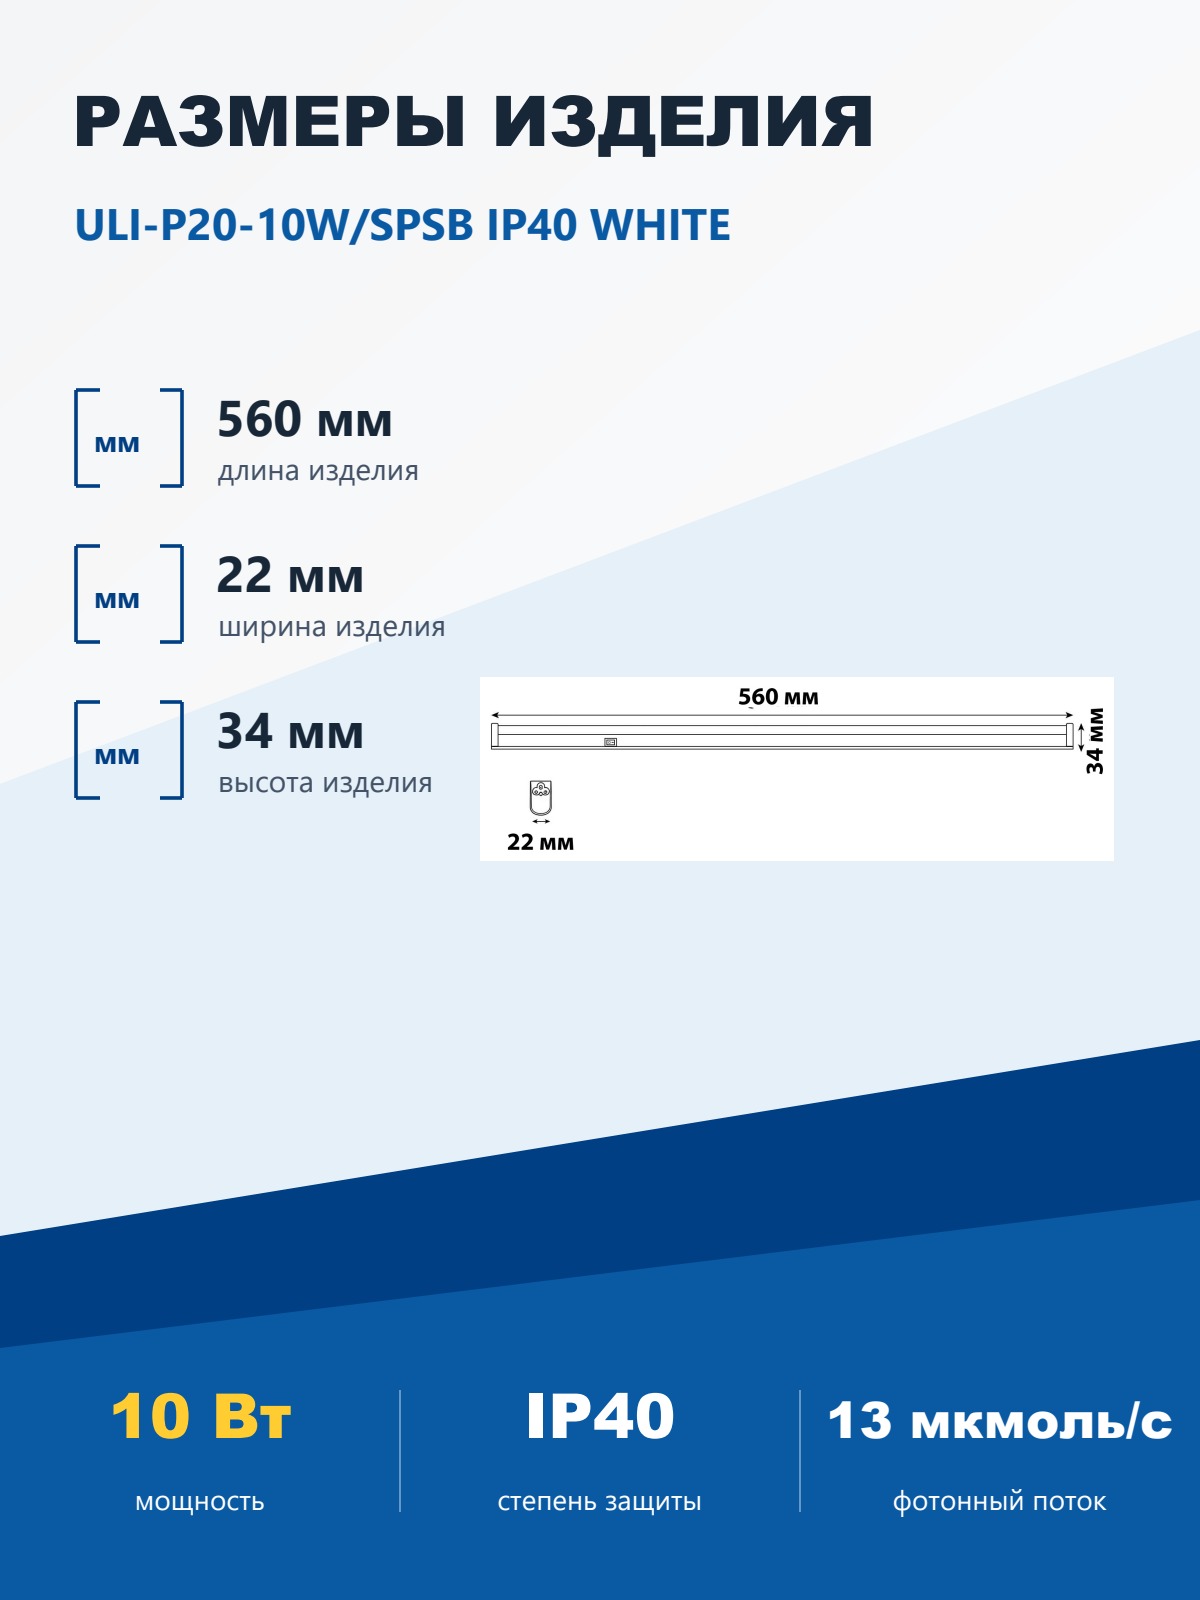 РАЗМЕРЫ ИЗДЕЛИЯ
ULI-P20-10W/SPSB IP40 WHITE
мм
560 мм
длина изделия
мм
22 мм
ширина изделия
мм
34 мм
высота изделия
560 мм
34 мм
22 мм
10 Вт
мощность
IP40
степень защиты
13 мкмоль/с
фотонный поток